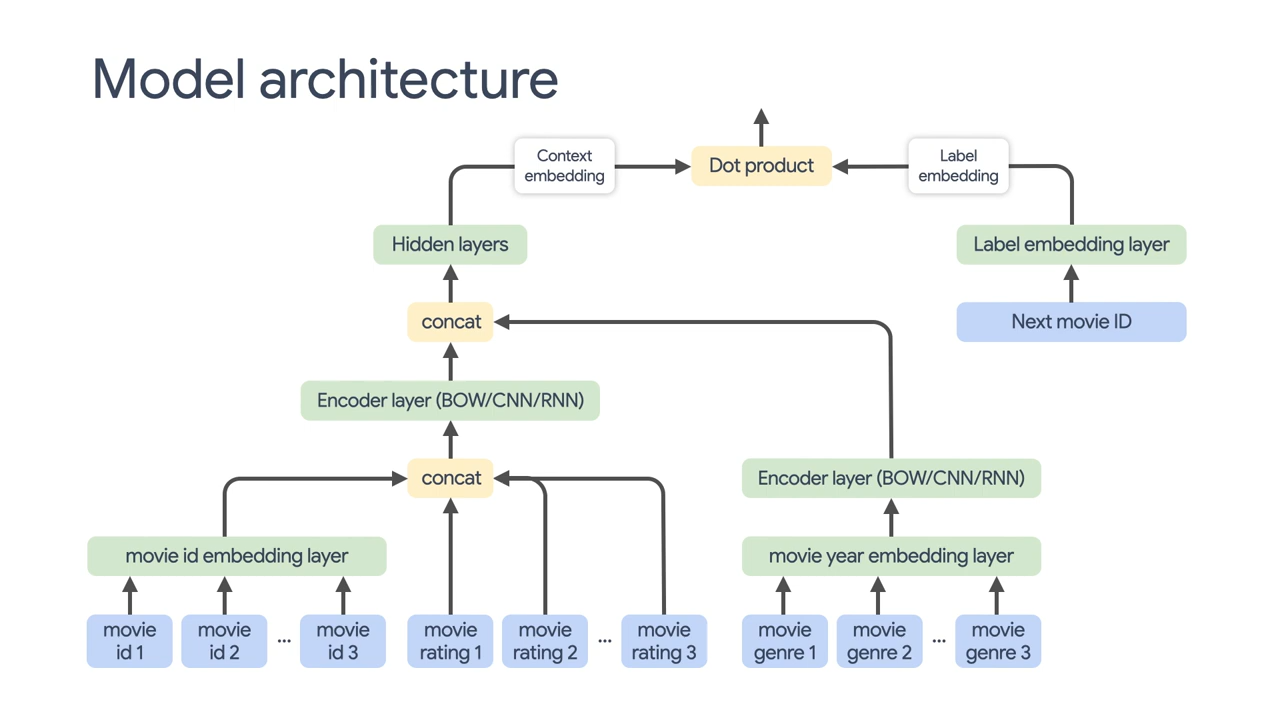 Model architecture
Context
embedding
Dot product
Label
embedding
Hidden layers
Label embedding layer
concat
Next movie ID
Encoder layer (BOW/CNN/RNN)
concat
Encoder layer (BOW/CNN/RNN)
movie id embedding layer
movie year embedding layer
movie
id 1
movie
id 2
...
movie
id 3
movie
rating 1
movie
rating 2
...
movie
rating 3
movie
genre 1
movie
genre 2
...
movie
genre 3